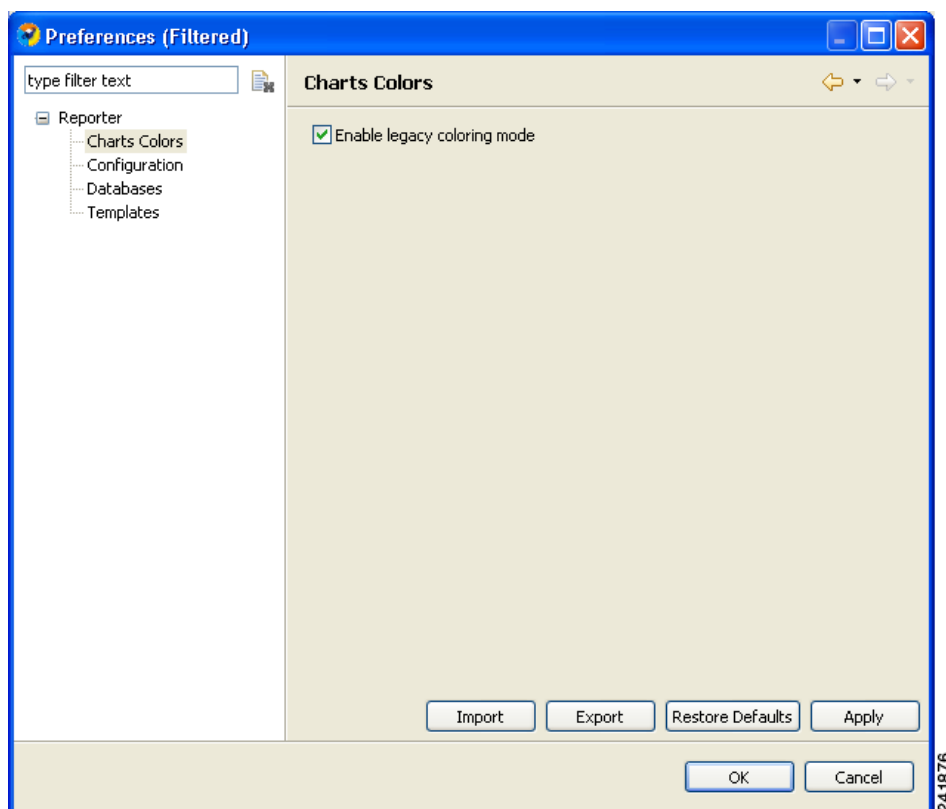 Preferences (Filtered)
type filter text
Charts Colors
Reporter
Charts Colors
Configuration
Databases
Templates
Enable legacy coloring mode
Import
Export
Restore Defaults
Apply
OK
Cancel
241876